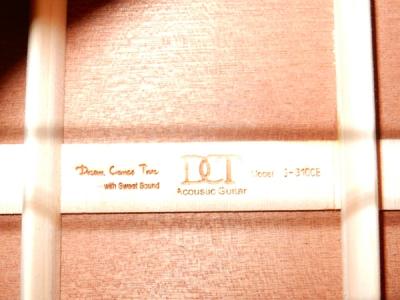 Dream Comes True
with Sweet Sound
DCT
Acoustic Guitar
Model